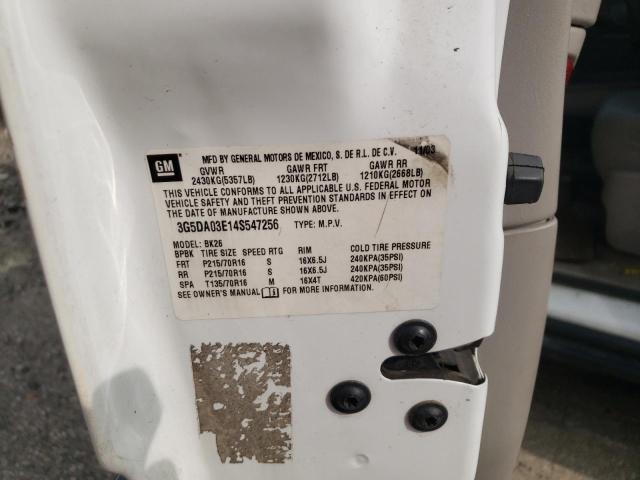 GM
MFD BY GENERAL MOTORS DE MEXICO, S. DE R.L. DE C.V. 11/03
GVWR GAWR FRT GAWR RR
2430KG(5357LB) 1230KG(2712LB) 1210KG(2668LB)
THIS VEHICLE CONFORMS TO ALL APPLICABLE U.S. FEDERAL MOTOR
VEHICLE SAFETY AND THEFT PREVENTION STANDARDS IN EFFECT
ON THE DATE OF MANUFACTURE SHOWN ABOVE.
3G5DA03E14S547256 TYPE: M.P.V.
MODEL: BK26
BPBK TIRE SIZE SPEED RTG RIM COLD TIRE PRESSURE
FRT P215/70R16 S 16X6.5J 240KPA(35PSI)
RR P215/70R16 S 16X6.5J 240KPA(35PSI)
SPA T135/70R16 M 16X4T 420KPA(60PSI)
SEE OWNER'S MANUAL FOR MORE INFORMATION.